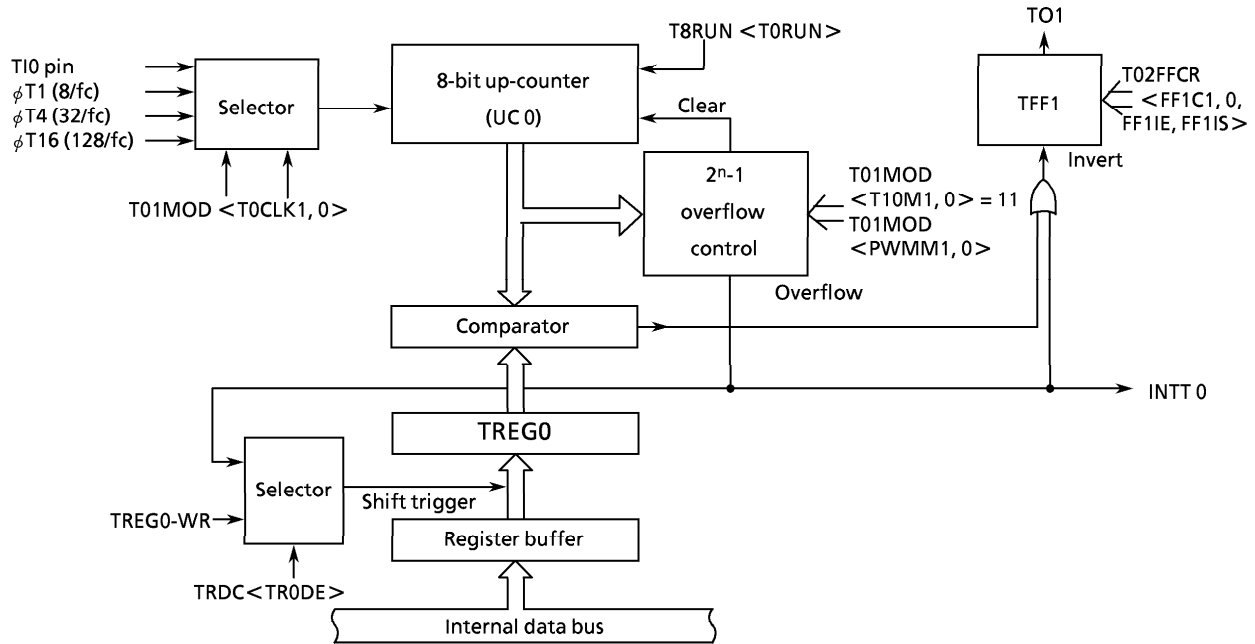 TO1
T8RUN <T0RUN>
TI0 pin
ϕT1 (8/fc)
ϕT4 (32/fc)
ϕT16 (128/fc)
Selector
8-bit up-counter
(UC 0)
Clear
TFF1
T02FFCR
<FF1C1, 0,
FF1IE, FF1IS>
Invert
T01MOD <T0CLK1, 0>
2ⁿ-1
overflow
control
T01MOD
<T10M1, 0> = 11
T01MOD
<PWMM1, 0>
Overflow
Comparator
INTT 0
TREG0
Selector
Shift trigger
TREG0-WR
Register buffer
TRDC<TR0DE>
Internal data bus